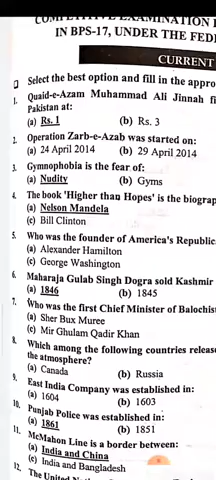 COMPETITIVE EXAMINATION
IN BPS-17, UNDER THE FEDE
CURRENT
Select the best option and fill in the appro
1. Quaid-e-Azam Muhammad Ali Jinnah fi
Pakistan at:
(a) Rs. 1 (b) Rs. 3
2. Operation Zarb-e-Azab was started on:
(a) 24 April 2014 (b) 29 April 2014
3. Gymnophobia is the fear of:
(a) Nudity (b) Gyms
4. The book 'Higher than Hopes' is the biograp
(a) Nelson Mandela
(c) Bill Clinton
5. Who was the founder of America's Republic
(a) Alexander Hamilton
(c) George Washington
6. Maharaja Gulab Singh Dogra sold Kashmir
(a) 1846 (b) 1845
7. Who was the first Chief Minister of Balochis
(a) Sher Bux Muree
(c) Mir Ghulam Qadir Khan
8. Which among the following countries releas
the atmosphere?
(a) Canada (b) Russia
9. East India Company was established in:
(a) 1604 (b) 1603
10. Punjab Police was established in:
(a) 1861 (b) 1851
11. McMahon Line is a border between:
(a) India and China
(c) India and Bangladesh
12. The United